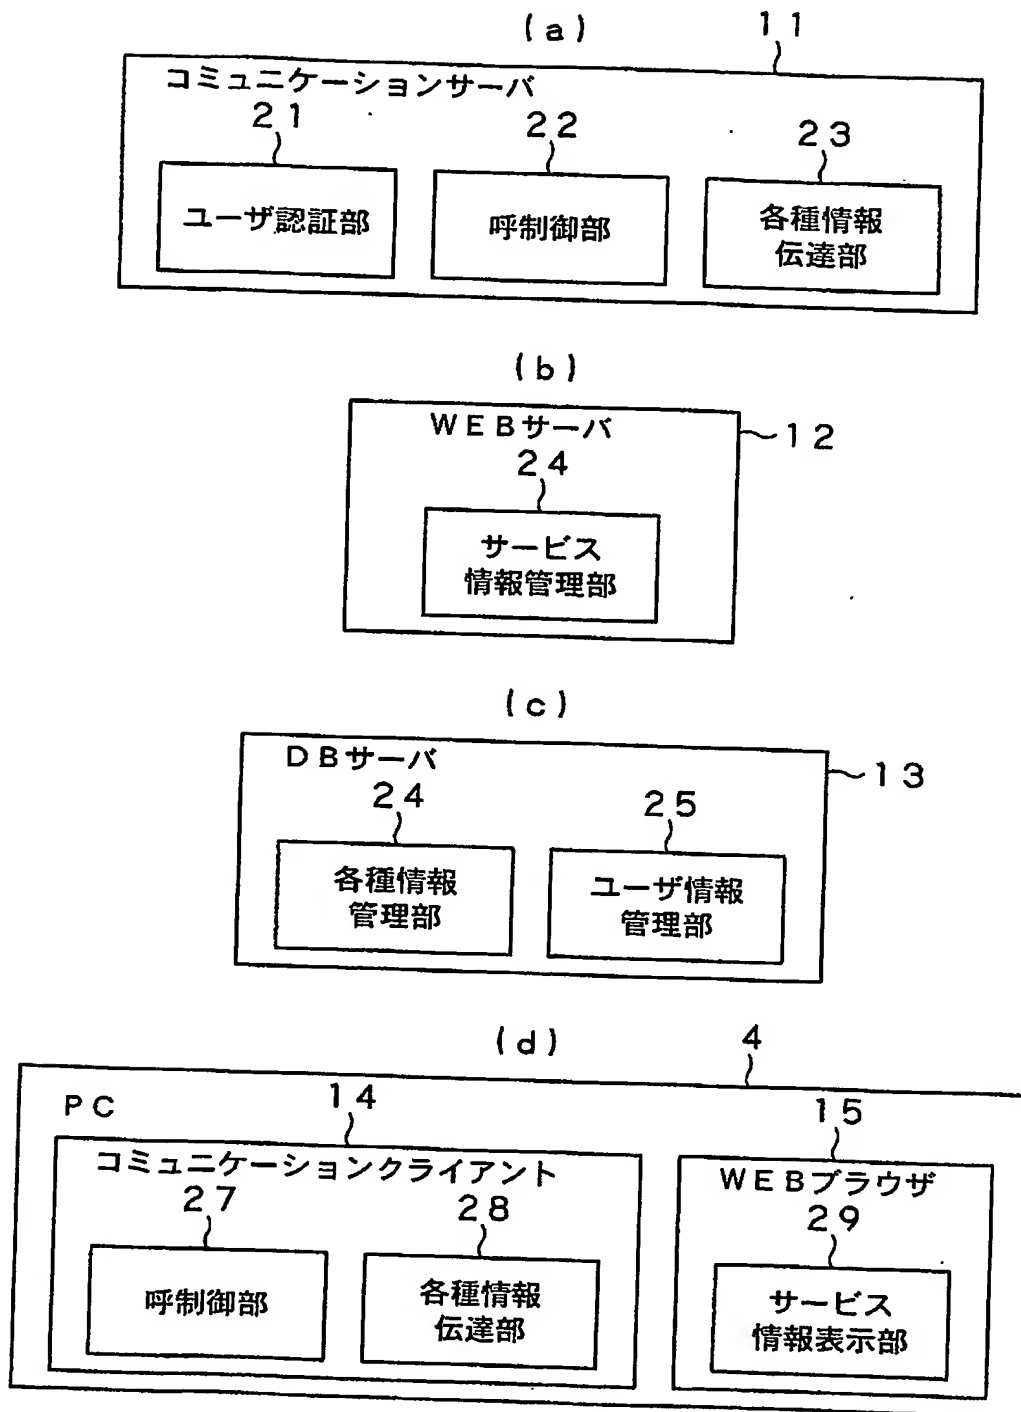 (a)
11
コミュニケーションサーバ
21
22
23
ユーザ認証部
呼制御部
各種情報
伝達部
(b)
WEBサーバ
12
24
サービス
情報管理部
(c)
DBサーバ
13
24
25
各種情報
管理部
ユーザ情報
管理部
(d)
4
PC
14
15
コミュニケーションクライアント
WEBブラウザ
27
28
29
呼制御部
各種情報
伝達部
サービス
情報表示部